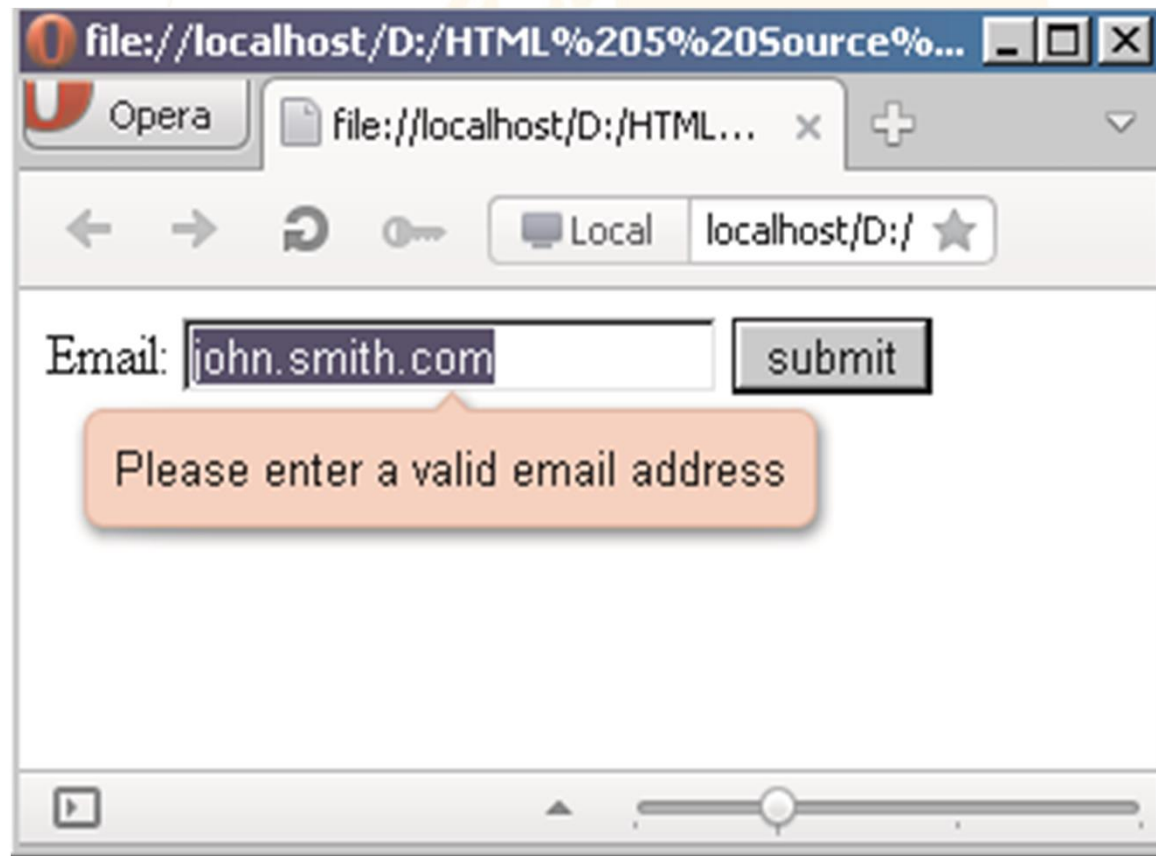 file://localhost/D:/HTML%205%20Source%...
Opera
file://localhost/D:/HTML...
Local localhost/D:/
Email: john.smith.com submit
Please enter a valid email address